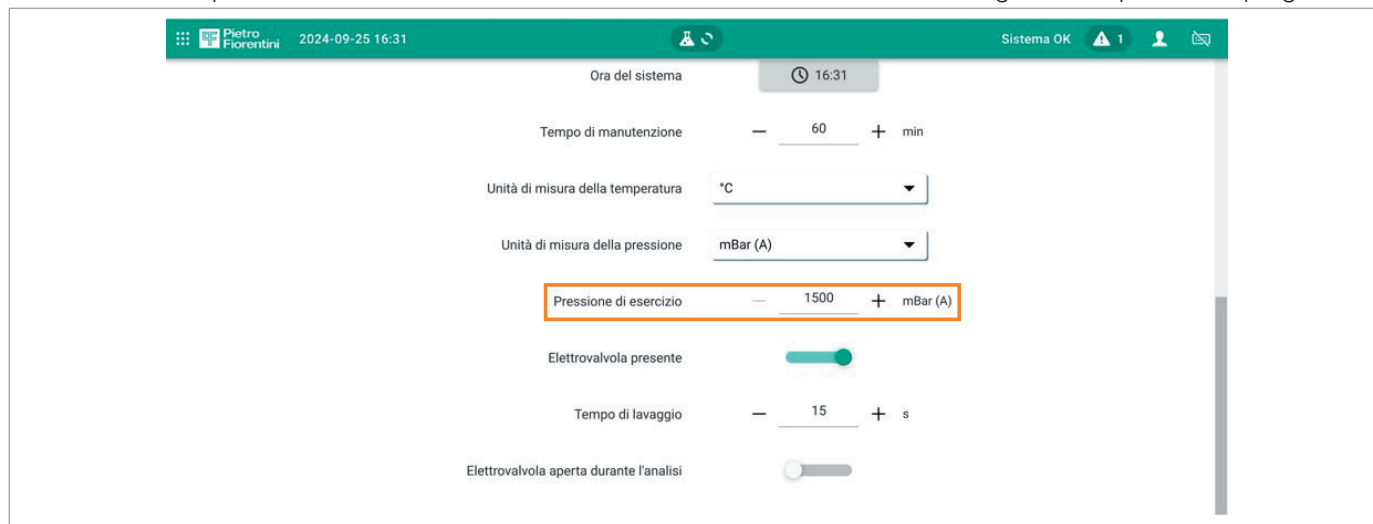 Pietro
Fiorentini 2024-09-25 16:31 Sistema OK 1
Ora del sistema 16:31
Tempo di manutenzione — 60 + min
Unità di misura della temperatura °C
Unità di misura della pressione mBar (A)
Pressione di esercizio — 1500 + mBar (A)
Elettrovalvola presente
Tempo di lavaggio — 15 + s
Elettrovalvola aperta durante l'analisi